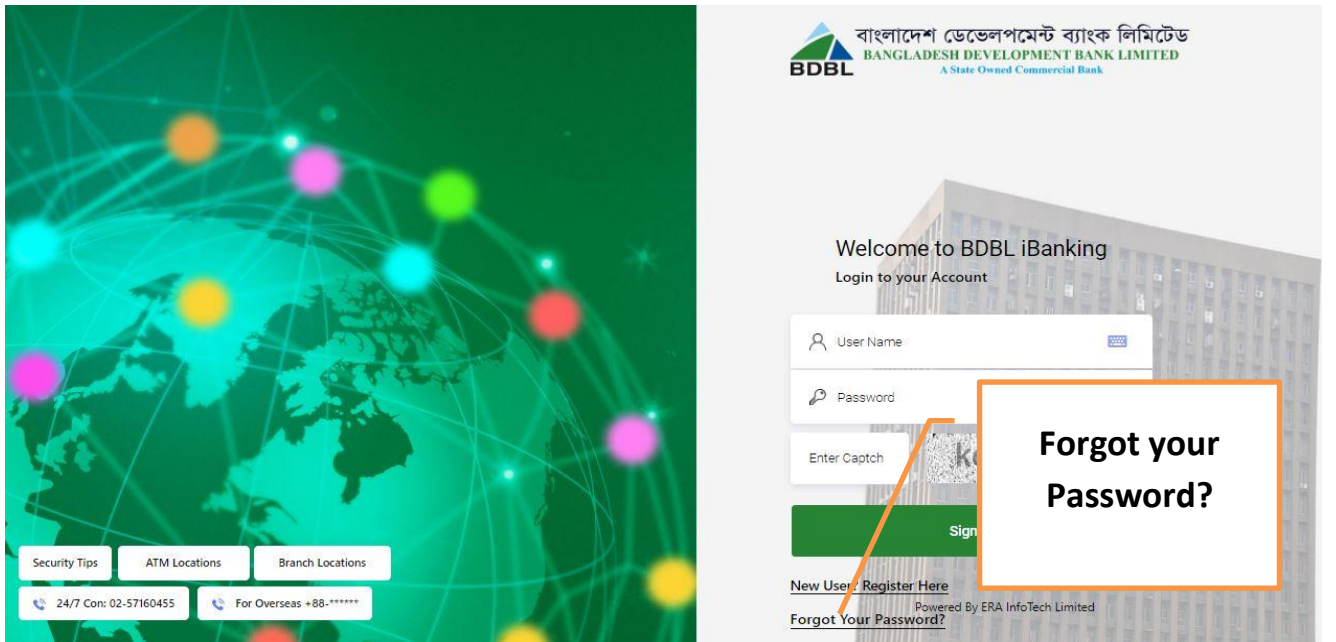 বাংলাদেশ ডেভেলপমেন্ট ব্যাংক লিমিটেড
BANGLADESH DEVELOPMENT BANK LIMITED
A State Owned Commercial Bank
BDBL
Welcome to BDBL iBanking
Login to your Account
User Name
Password
Enter Captch
Forgot your
Password?
Sign
New User? Register Here
Powered By ERA InfoTech Limited
Forgot Your Password?
Security Tips
ATM Locations
Branch Locations
24/7 Con: 02-57160455
For Overseas +88-******